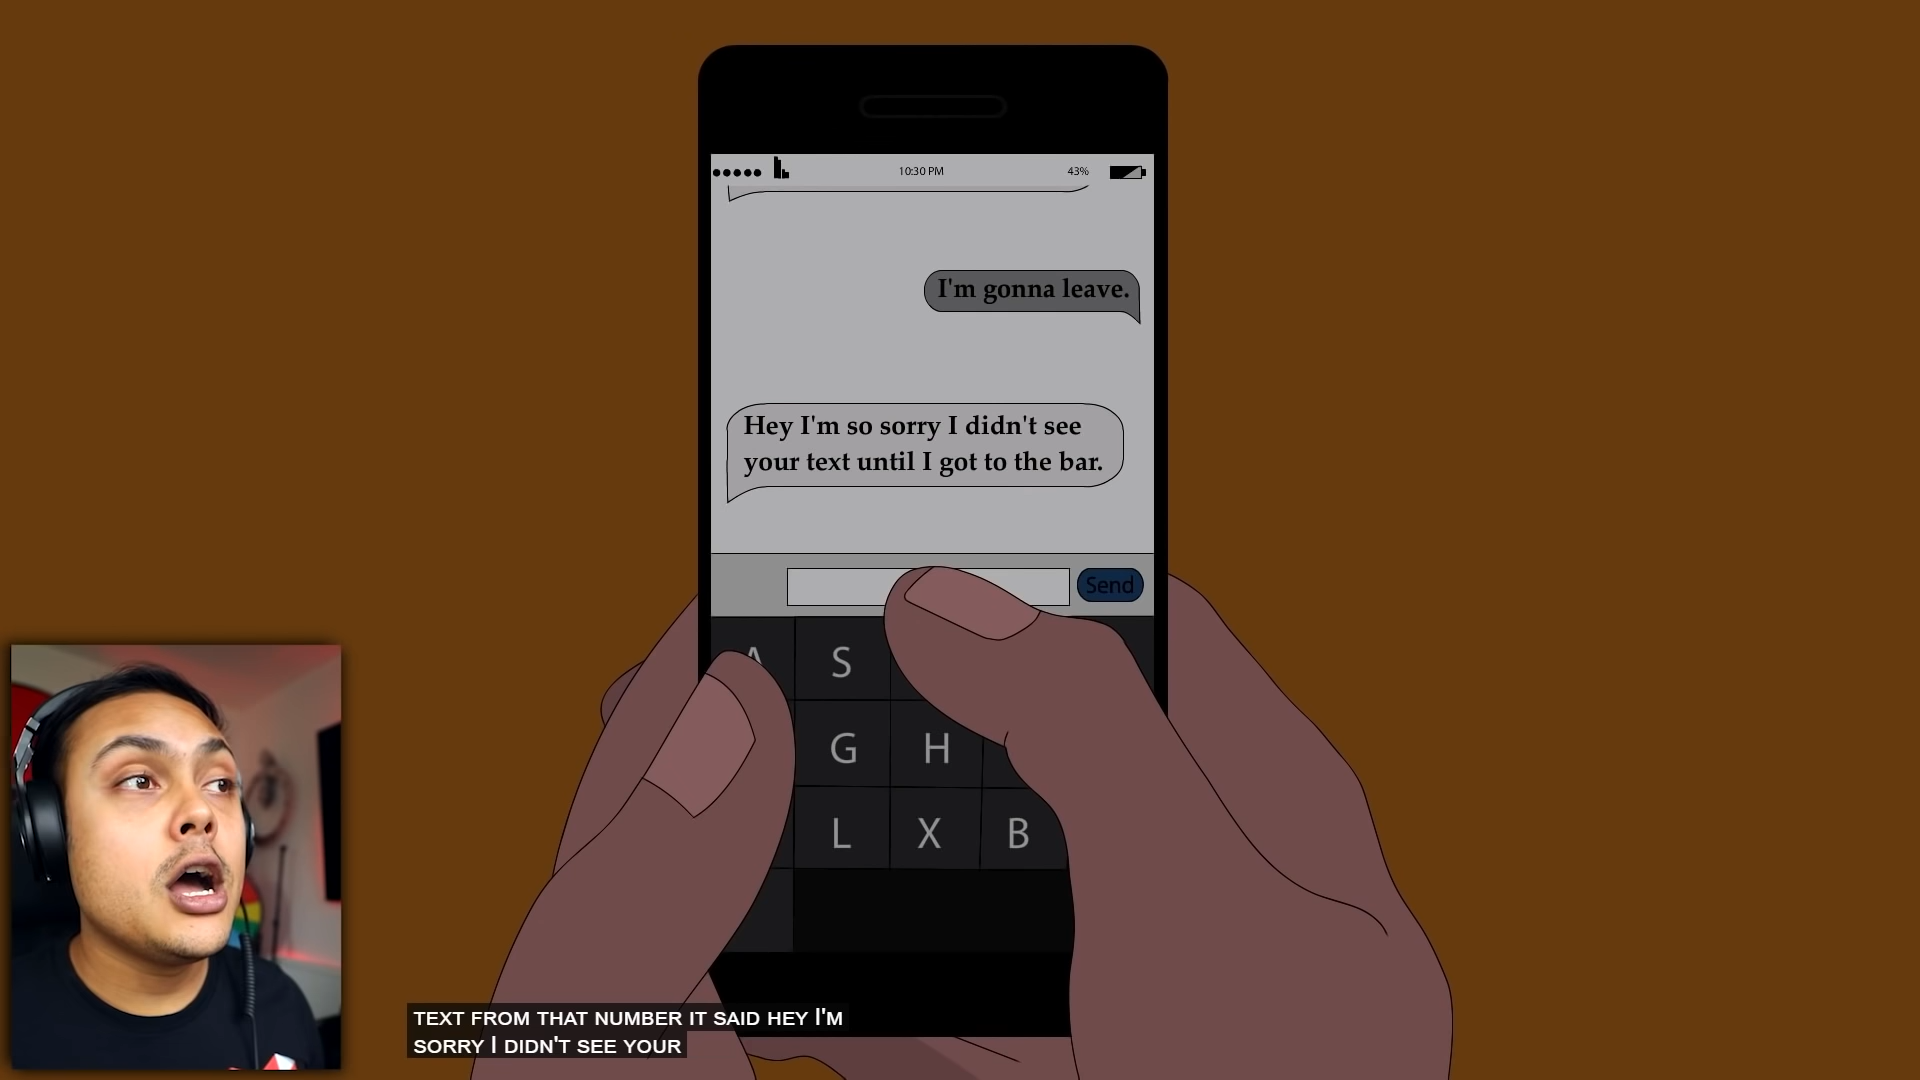 10:30 PM
43%
I'm gonna leave.
Hey I'm so sorry I didn't see
your text until I got to the bar.
Send
A S
G H
L X B
TEXT FROM THAT NUMBER IT SAID HEY I'M
SORRY I DIDN'T SEE YOUR